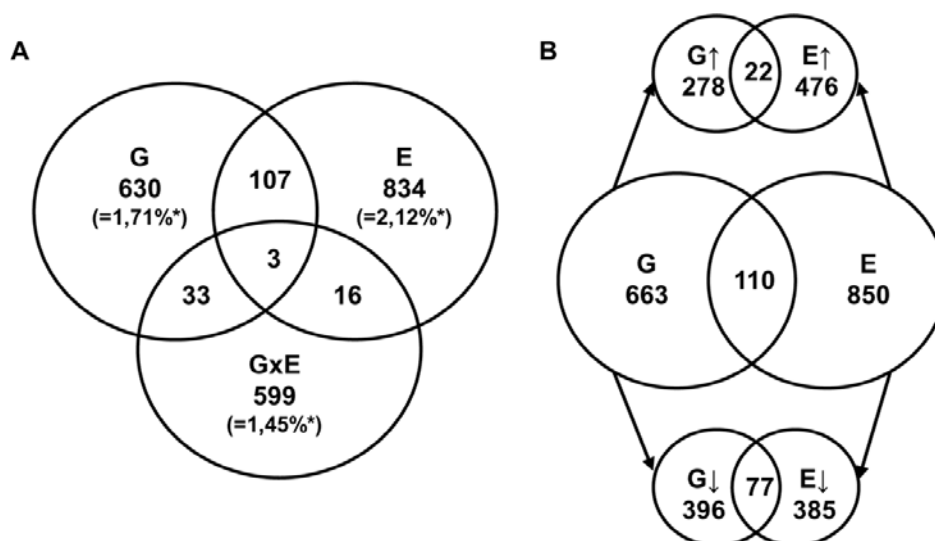 A
G
630
(=1,71%*)
107
E
834
(=2,12%*)
3
33
16
GxE
599
(=1,45%*)
B
G↑
278
22
E↑
476
G
663
110
E
850
G↓
396
77
E↓
385